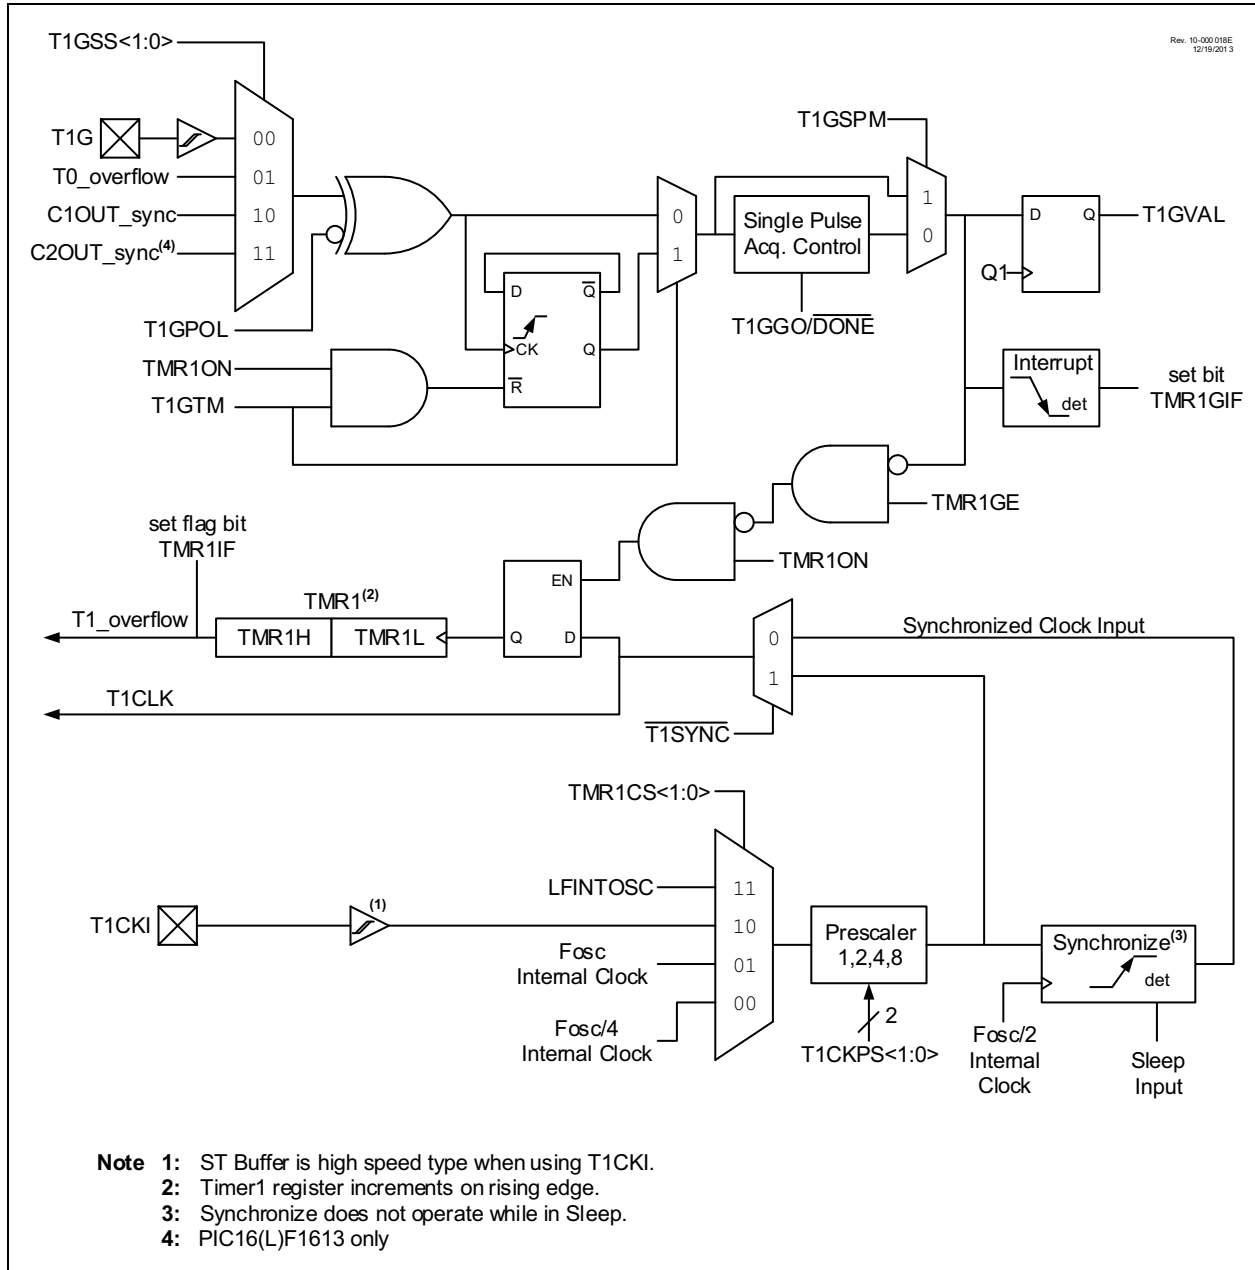 T1GSS<1:0>
Rev. 10-000018E
12/19/2013
T1G
00
T0_overflow
01
C1OUT_sync
10
C2OUT_sync(4)
11
T1GPOL
TMR1ON
T1GTM
D
Q
CK
Q
R
0
1
Single Pulse
Acq. Control
T1GGO/DONE
T1GSPM
1
0
D
Q
T1GVAL
Q1
Interrupt
det
set bit
TMR1GIF
TMR1GE
TMR1ON
set flag bit
TMR1IF
T1_overflow
TMR1(2)
TMR1H
TMR1L
EN
Q
D
T1CLK
0
1
Synchronized Clock Input
T1SYNC
TMR1CS<1:0>
LFINTOSC
11
T1CKI
(1)
10
Fosc
Internal Clock
01
Fosc/4
Internal Clock
00
Prescaler
1,2,4,8
2
T1CKPS<1:0>
Synchronize(3)
det
Fosc/2
Internal
Clock
Sleep
Input
Note 1: ST Buffer is high speed type when using T1CKI.
2: Timer1 register increments on rising edge.
3: Synchronize does not operate while in Sleep.
4: PIC16(L)F1613 only